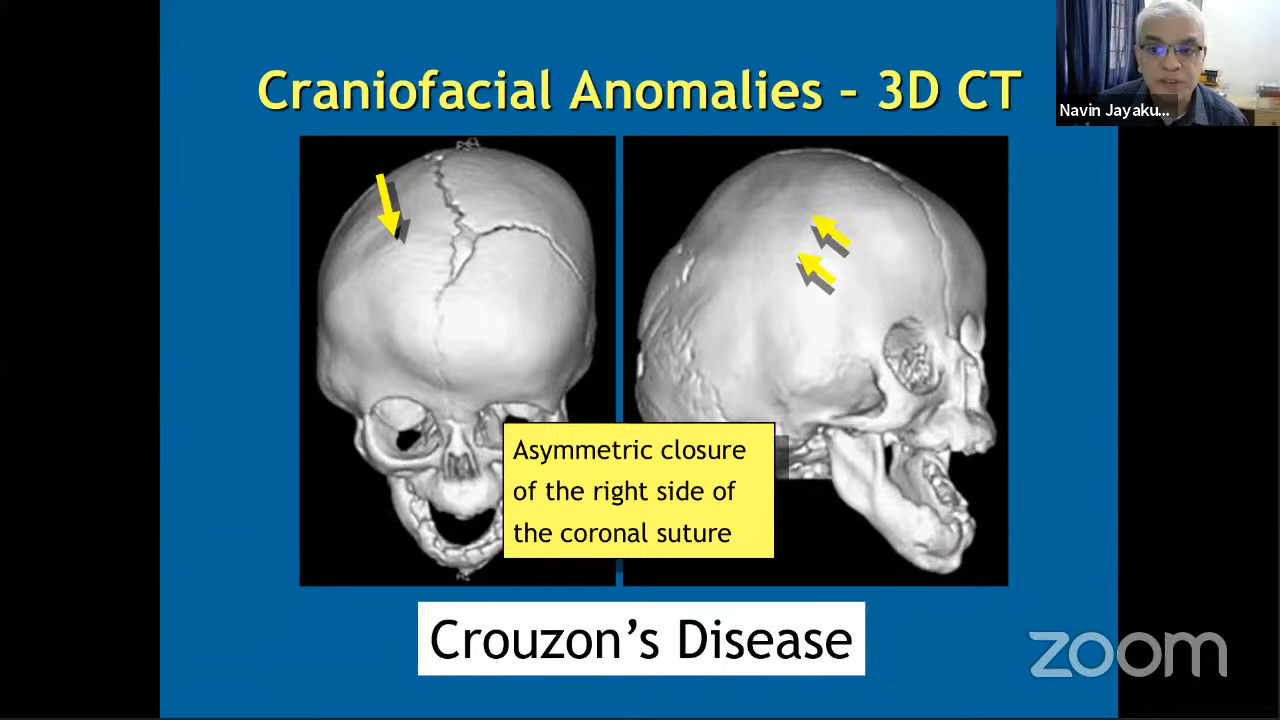 Craniofacial Anomalies – 3D CT
Navin Jayaku...
Asymmetric closure
of the right side of
the coronal suture
Crouzon’s Disease
zoom